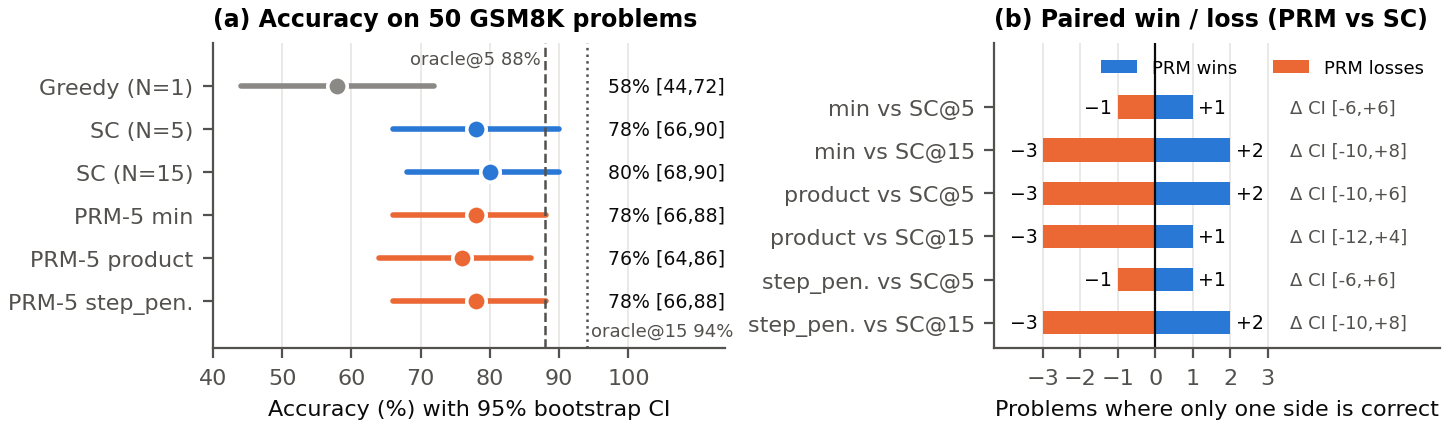 (a) Accuracy on 50 GSM8K problems
oracle@5 88%
Greedy (N=1) 58% [44,72]
SC (N=5) 78% [66,90]
SC (N=15) 80% [68,90]
PRM-5 min 78% [66,88]
PRM-5 product 76% [64,86]
PRM-5 step_pen. 78% [66,88]
oracle@15 94%
40 50 60 70 80 90 100
Accuracy (%) with 95% bootstrap CI
(b) Paired win / loss (PRM vs SC)
PRM wins PRM losses
min vs SC@5 −1 +1 Δ CI [-6,+6]
min vs SC@15 −3 +2 Δ CI [-10,+8]
product vs SC@5 −3 +2 Δ CI [-10,+6]
product vs SC@15 −3 +1 Δ CI [-12,+4]
step_pen. vs SC@5 −1 +1 Δ CI [-6,+6]
step_pen. vs SC@15 −3 +2 Δ CI [-10,+8]
−3 −2 −1 0 1 2 3
Problems where only one side is correct